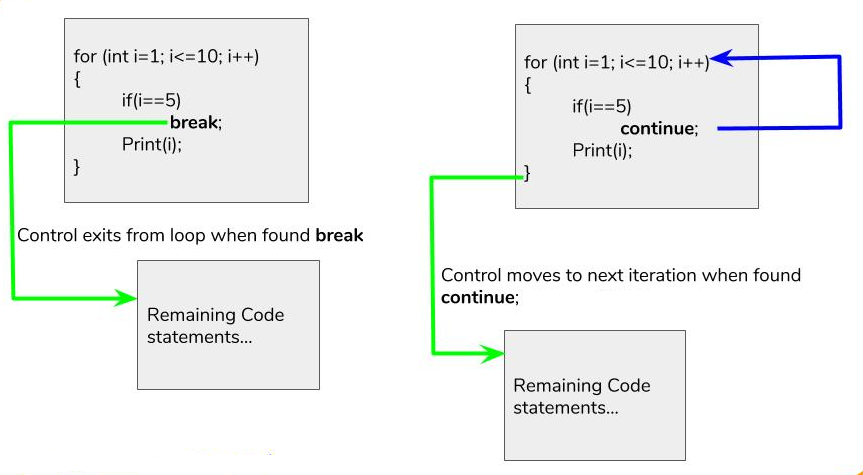 for (int i=1; i<=10; i++)
{
if(i==5)
break;
Print(i);
}
Control exits from loop when found break
Remaining Code
statements...
for (int i=1; i<=10; i++)
{
if(i==5)
continue;
Print(i);
}
Control moves to next iteration when found
continue;
Remaining Code
statements...